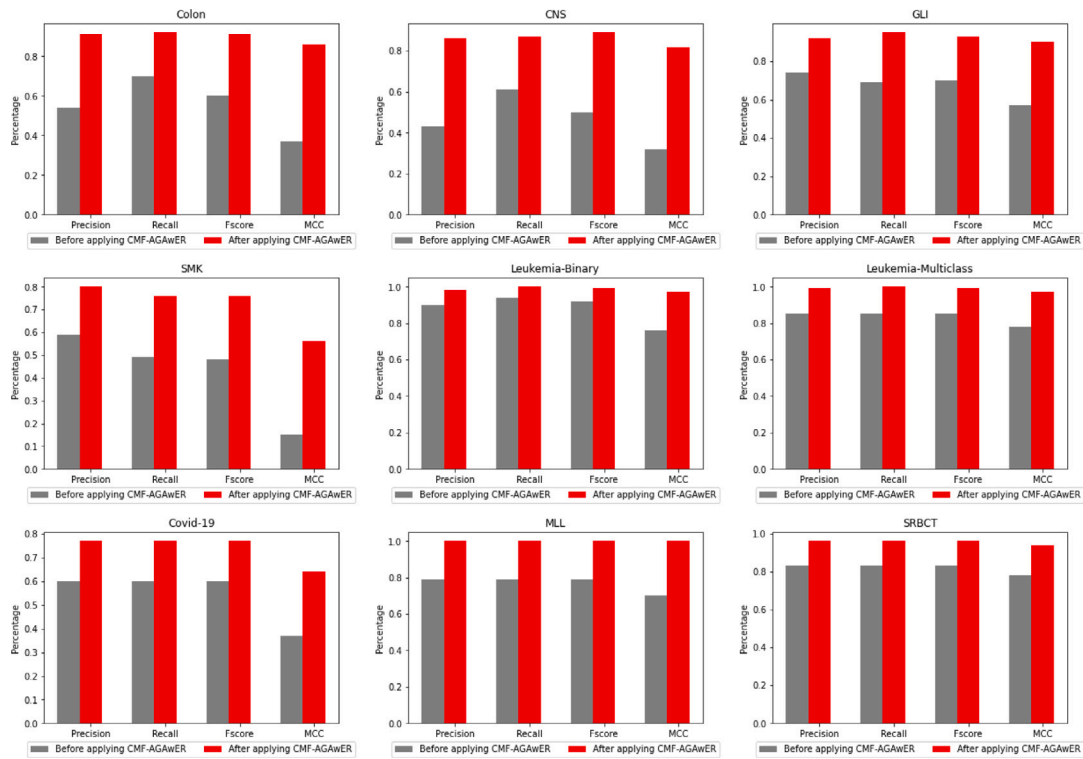 Colon
Percentage
0.8
0.6
0.4
0.2
0.0
Precision Recall Fscore MCC
Before applying CMF-AGAwER After applying CMF-AGAwER
CNS
Percentage
0.8
0.6
0.4
0.2
0.0
Precision Recall Fscore MCC
Before applying CMF-AGAwER After applying CMF-AGAwER
GLI
Percentage
0.8
0.6
0.4
0.2
0.0
Precision Recall Fscore MCC
Before applying CMF-AGAwER After applying CMF-AGAwER
SMK
Percentage
0.8
0.7
0.6
0.5
0.4
0.3
0.2
0.1
0.0
Precision Recall Fscore MCC
Before applying CMF-AGAwER After applying CMF-AGAwER
Leukemia-Binary
Percentage
1.0
0.8
0.6
0.4
0.2
0.0
Precision Recall Fscore MCC
Before applying CMF-AGAwER After applying CMF-AGAwER
Leukemia-Multiclass
Percentage
1.0
0.8
0.6
0.4
0.2
0.0
Precision Recall Fscore MCC
Before applying CMF-AGAwER After applying CMF-AGAwER
Covid-19
Percentage
0.8
0.7
0.6
0.5
0.4
0.3
0.2
0.1
0.0
Precision Recall Fscore MCC
Before applying CMF-AGAwER After applying CMF-AGAwER
MLL
Percentage
1.0
0.8
0.6
0.4
0.2
0.0
Precision Recall Fscore MCC
Before applying CMF-AGAwER After applying CMF-AGAwER
SRBCT
Percentage
1.0
0.8
0.6
0.4
0.2
0.0
Precision Recall Fscore MCC
Before applying CMF-AGAwER After applying CMF-AGAwER